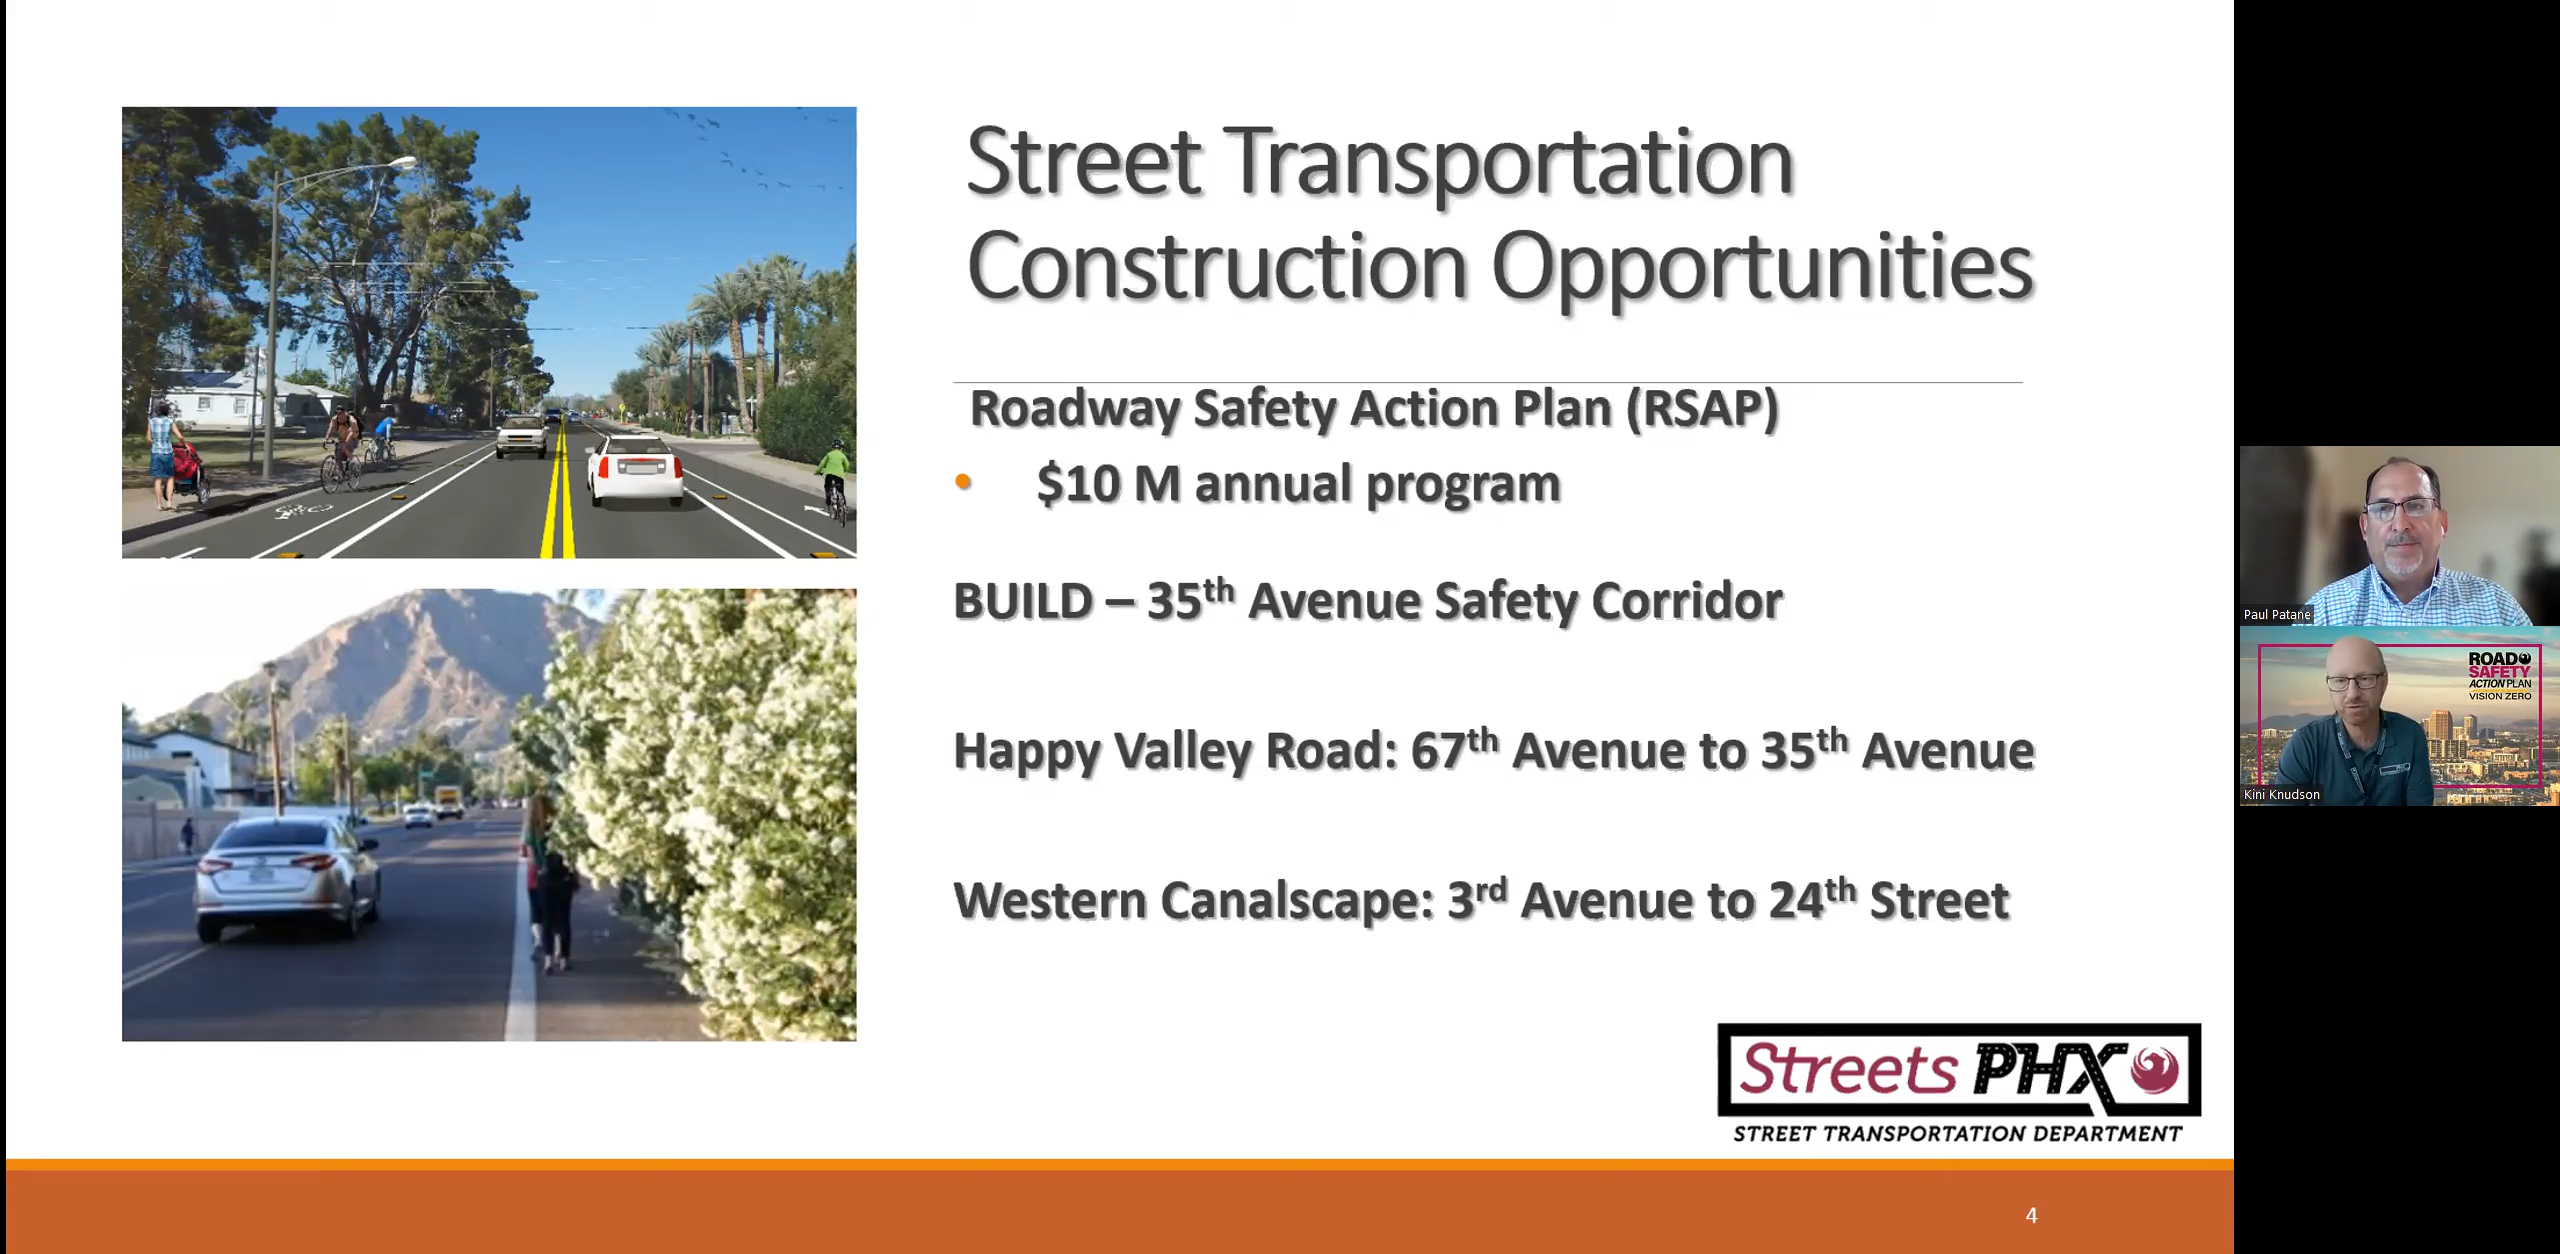 Street Transportation
Construction Opportunities
Roadway Safety Action Plan (RSAP)
• $10 M annual program
BUILD – 35th Avenue Safety Corridor
Happy Valley Road: 67th Avenue to 35th Avenue
Western Canalscape: 3rd Avenue to 24th Street
Streets PHX
STREET TRANSPORTATION DEPARTMENT
4
Paul Patane
ROAD
SAFETY
ACTION PLAN
VISION ZERO
Kini Knudson